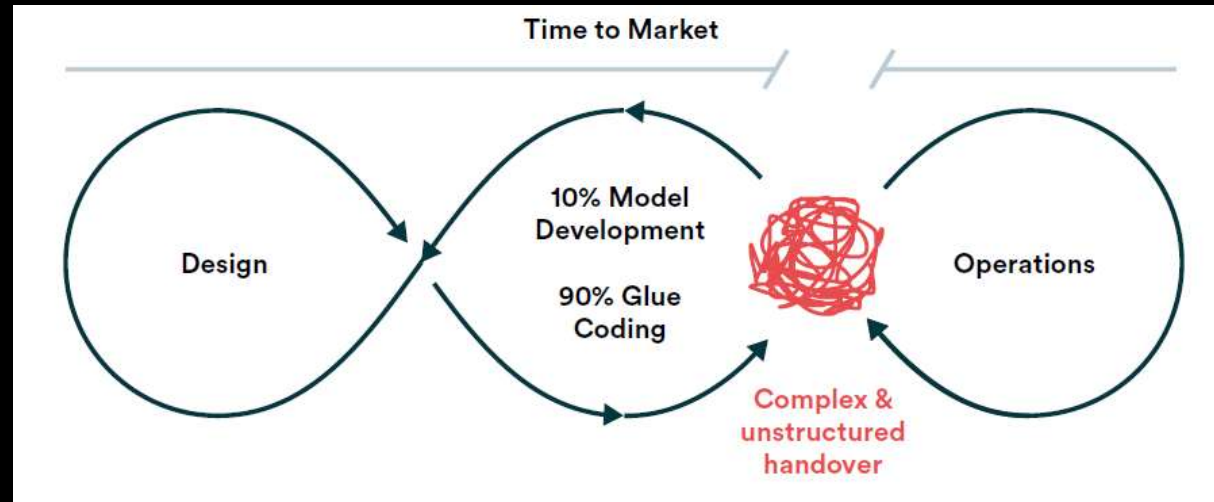 Time to Market
Design
10% Model
Development
90% Glue
Coding
Complex &
unstructured
handover
Operations